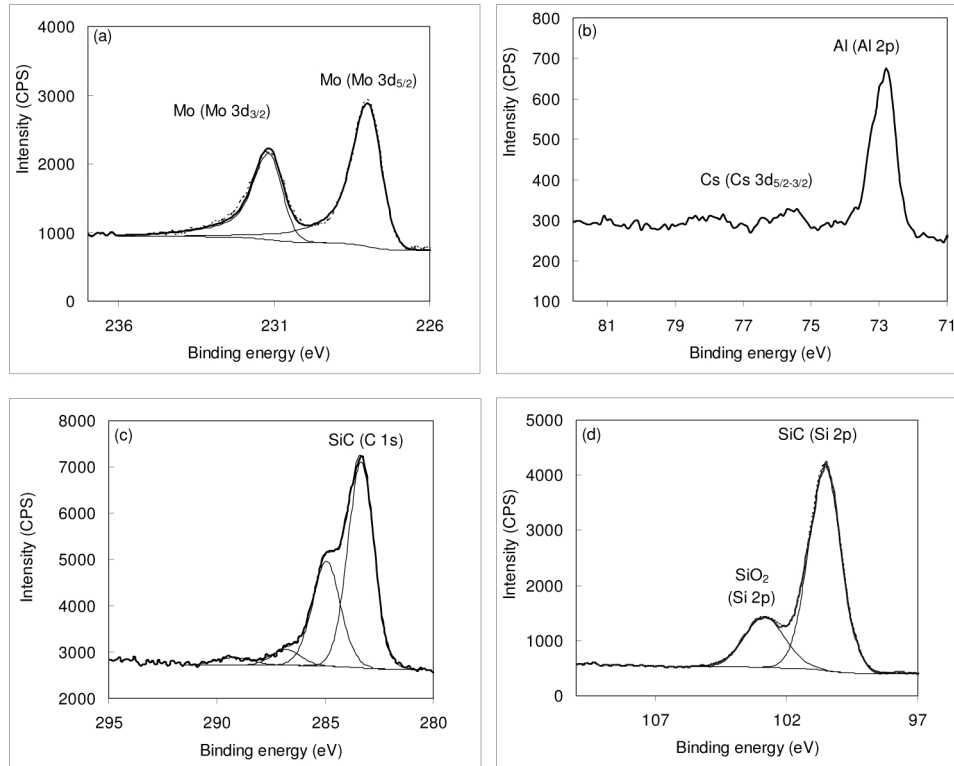 (a)
Mo (Mo 3d5/2)
Mo (Mo 3d3/2)
Intensity (CPS)
4000
3000
2000
1000
0
236 231 226
Binding energy (eV)
(b)
Al (Al 2p)
Cs (Cs 3d5/2-3/2)
Intensity (CPS)
800
700
600
500
400
300
200
100
81 79 77 75 73 71
Binding energy (eV)
(c)
SiC (C 1s)
Intensity (CPS)
8000
7000
6000
5000
4000
3000
2000
295 290 285 280
Binding energy (eV)
(d)
SiC (Si 2p)
SiO2
(Si 2p)
Intensity (CPS)
5000
4000
3000
2000
1000
0
107 102 97
Binding energy (eV)